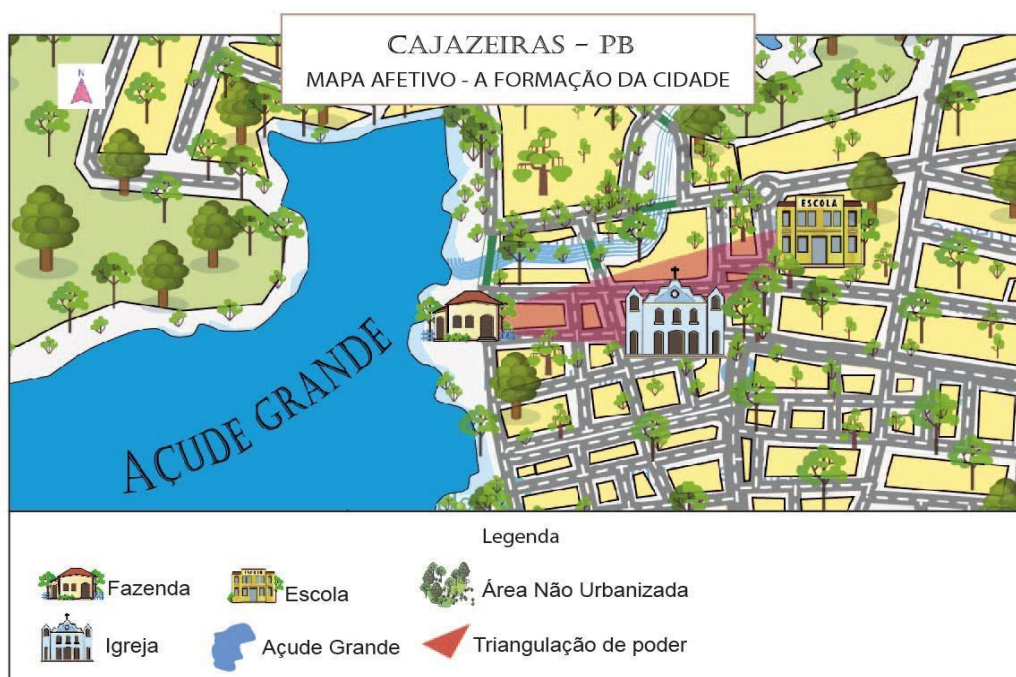 CAJAZEIRAS - PB
MAPA AFETIVO - A FORMAÇÃO DA CIDADE
N
ESCOLA
AÇUDE GRANDE
Legenda
Fazenda
Escola
Área Não Urbanizada
Igreja
Açude Grande
Triangulação de poder